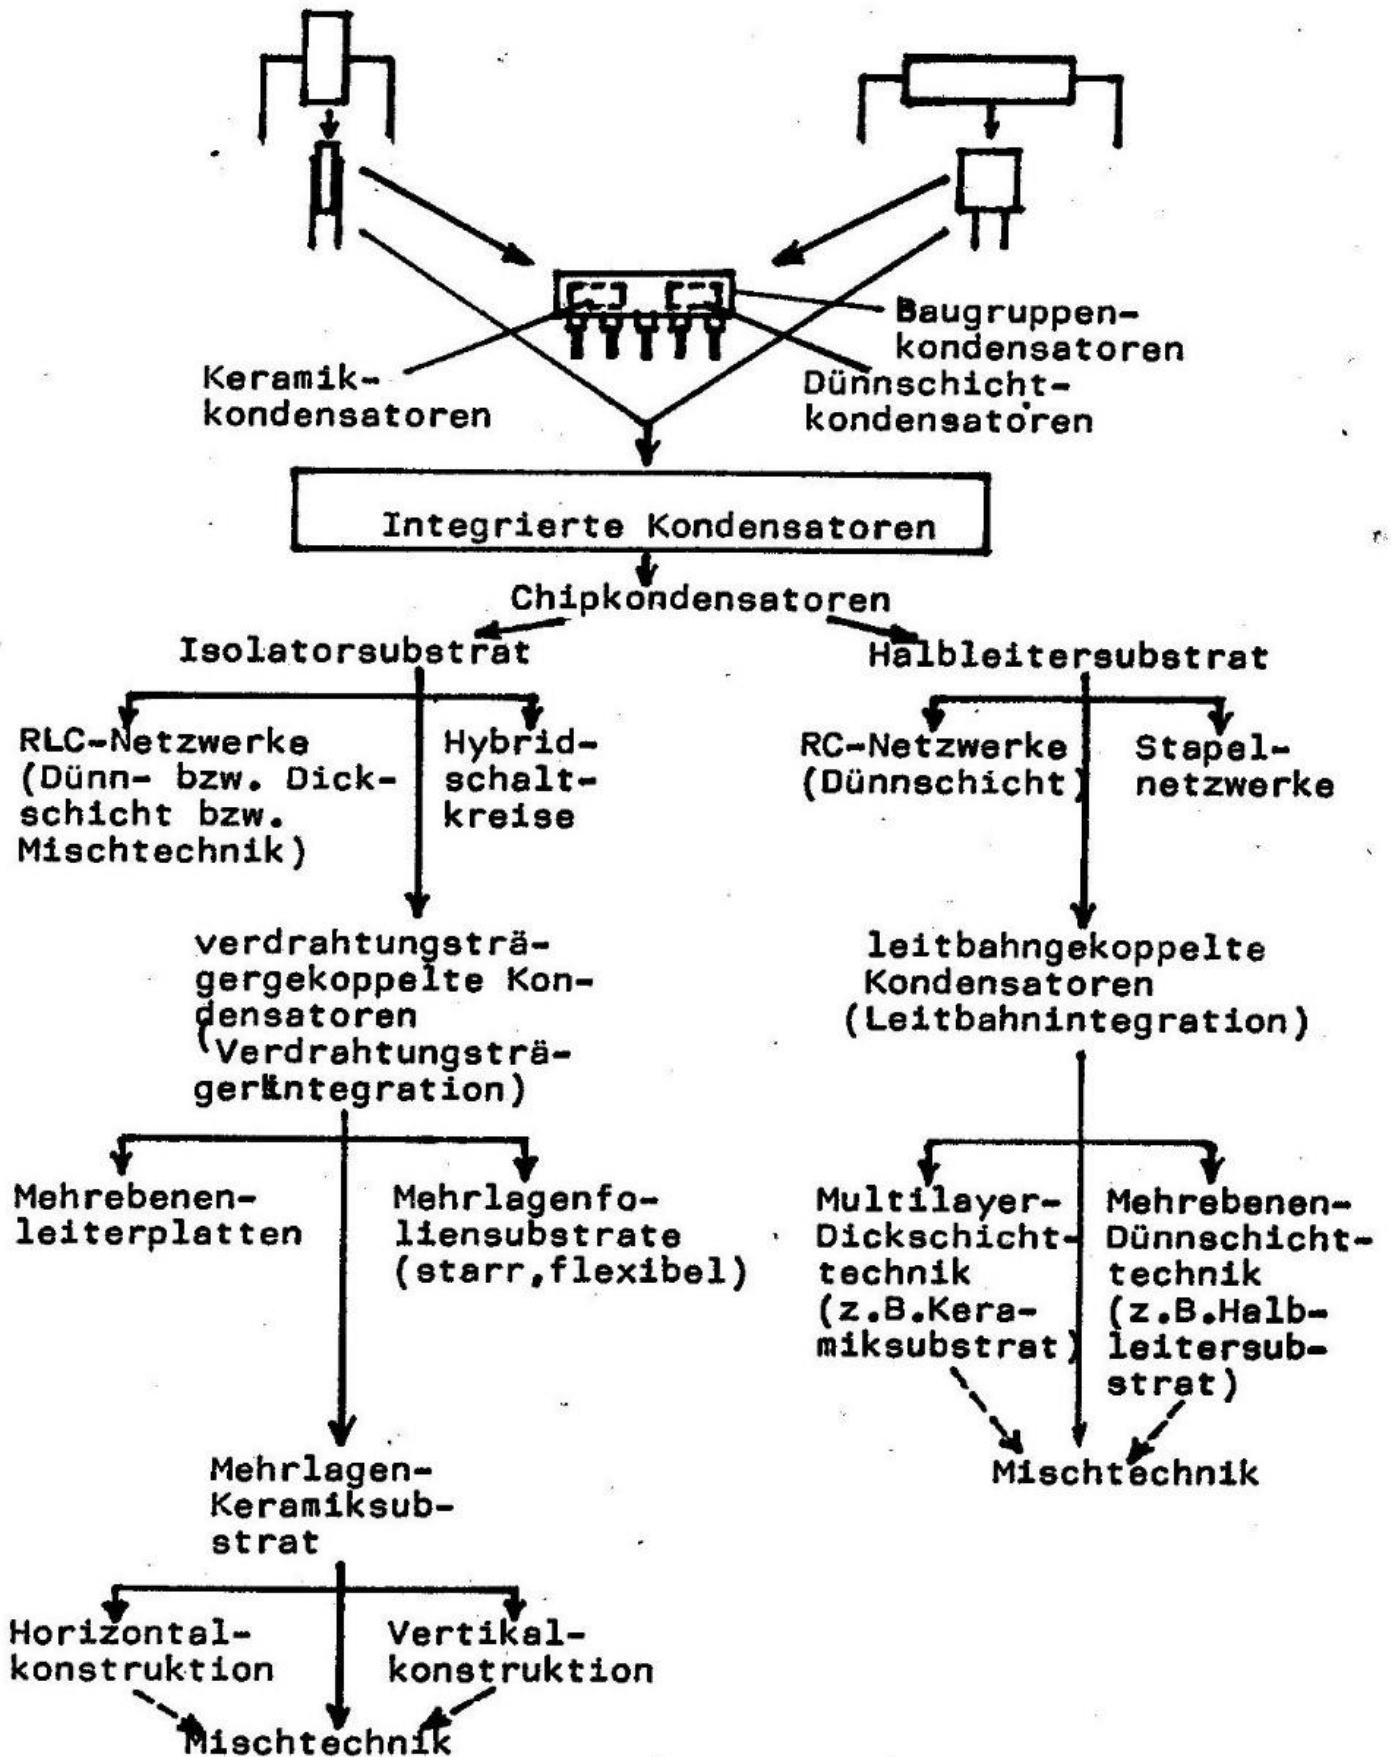 Baugruppen-
kondensatoren
Keramik-
kondensatoren
Dünnschicht-
kondensatoren
Integrierte Kondensatoren
Chipkondensatoren
Isolatorsubstrat
Halbleitersubstrat
RLC-Netzwerke
(Dünn- bzw. Dick-
schicht bzw.
Mischtechnik)
Hybrid-
schalt-
kreise
RC-Netzwerke
(Dünnschicht)
Stapel-
netzwerke
verdrahtungsträ-
gergekoppelte Kon-
densatoren
(Verdrahtungsträ-
gerintegration)
leitbahngekoppelte
Kondensatoren
(Leitbahnintegration)
Mehrebenen-
leiterplatten
Mehrlagenfo-
liensubstrate
(starr,flexibel)
Multilayer-
Dickschicht-
technik
(z.B.Kera-
miksubstrat)
Mehrebenen-
Dünnschicht-
technik
(z.B.Halb-
leitersub-
strat)
Mischtechnik
Mehrlagen-
Keramiksub-
strat
Horizontal-
konstruktion
Vertikal-
konstruktion
Mischtechnik